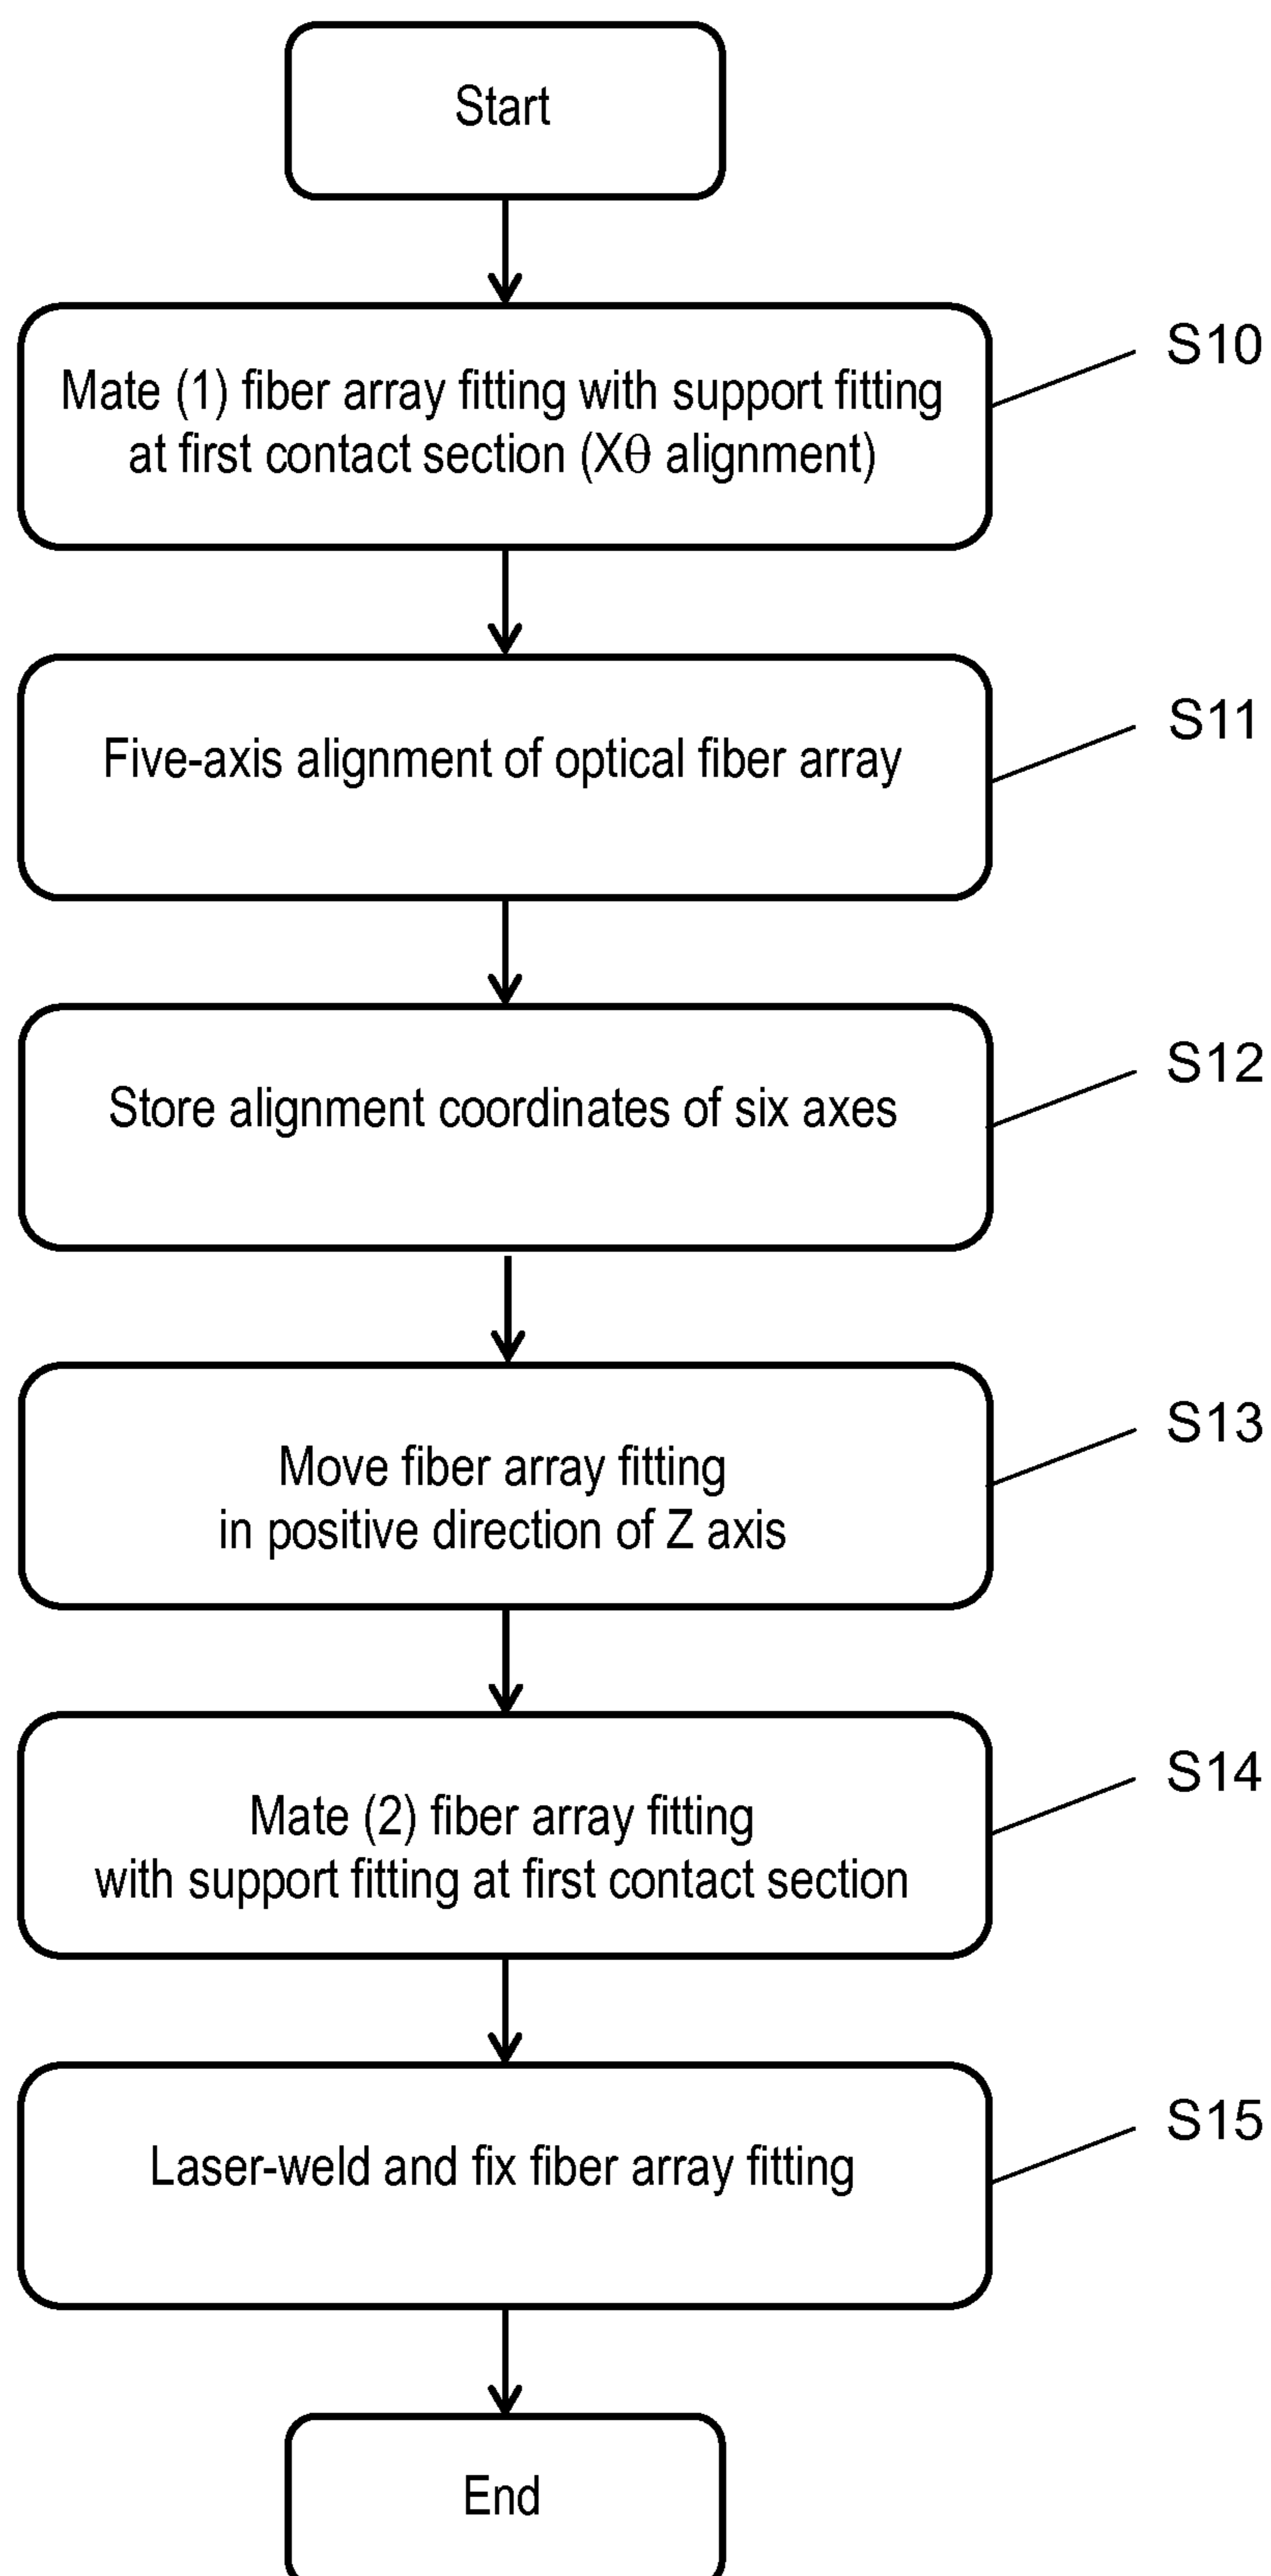 Start
Mate (1) fiber array fitting with support fitting
at first contact section (Xθ alignment)
S10
Five-axis alignment of optical fiber array
S11
Store alignment coordinates of six axes
S12
Move fiber array fitting
in positive direction of Z axis
S13
Mate (2) fiber array fitting
with support fitting at first contact section
S14
Laser-weld and fix fiber array fitting
S15
End